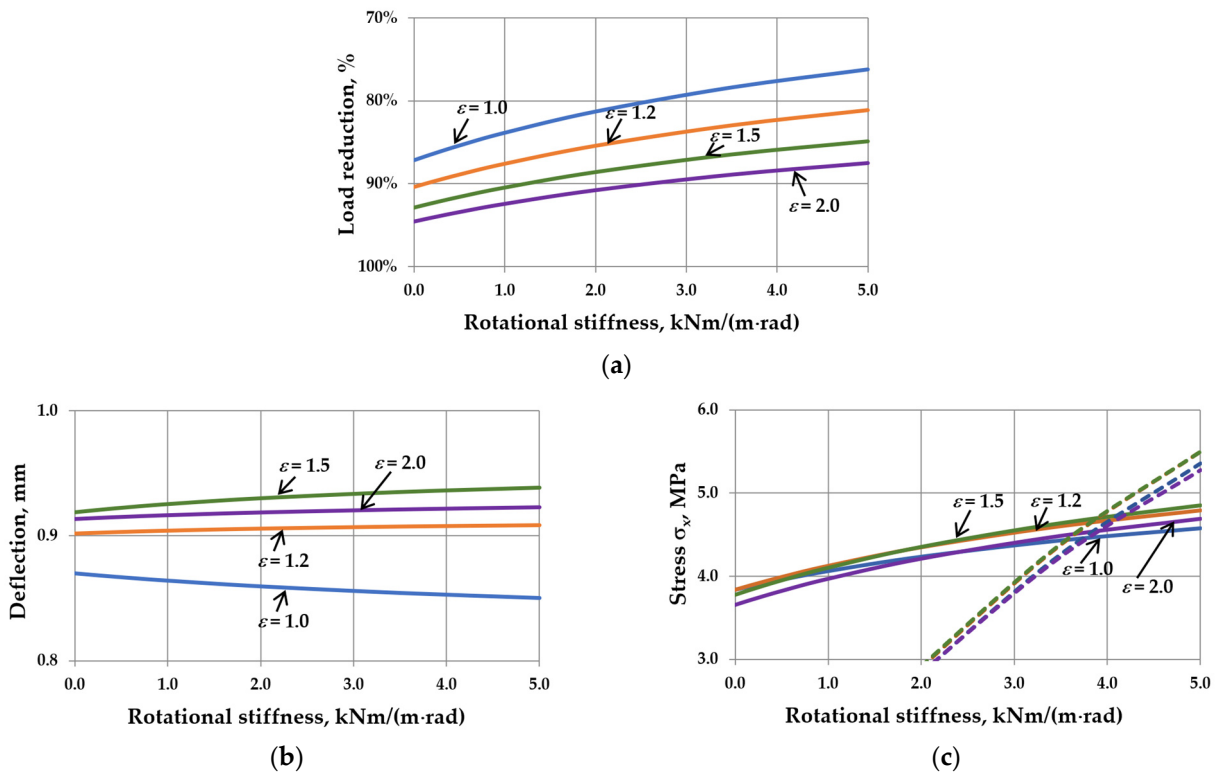 70%
80%
90%
100%
Load reduction, %
ε = 1.0
ε = 1.2
ε = 1.5
ε = 2.0
0.0 1.0 2.0 3.0 4.0 5.0
Rotational stiffness, kNm/(m·rad)
(a)
1.0
0.9
0.8
Deflection, mm
ε = 1.5
ε = 2.0
ε = 1.2
ε = 1.0
0.0 1.0 2.0 3.0 4.0 5.0
Rotational stiffness, kNm/(m·rad)
(b)
6.0
5.0
4.0
3.0
Stress σx, MPa
ε = 1.5
ε = 1.2
ε = 1.0
ε = 2.0
0.0 1.0 2.0 3.0 4.0 5.0
Rotational stiffness, kNm/(m·rad)
(c)